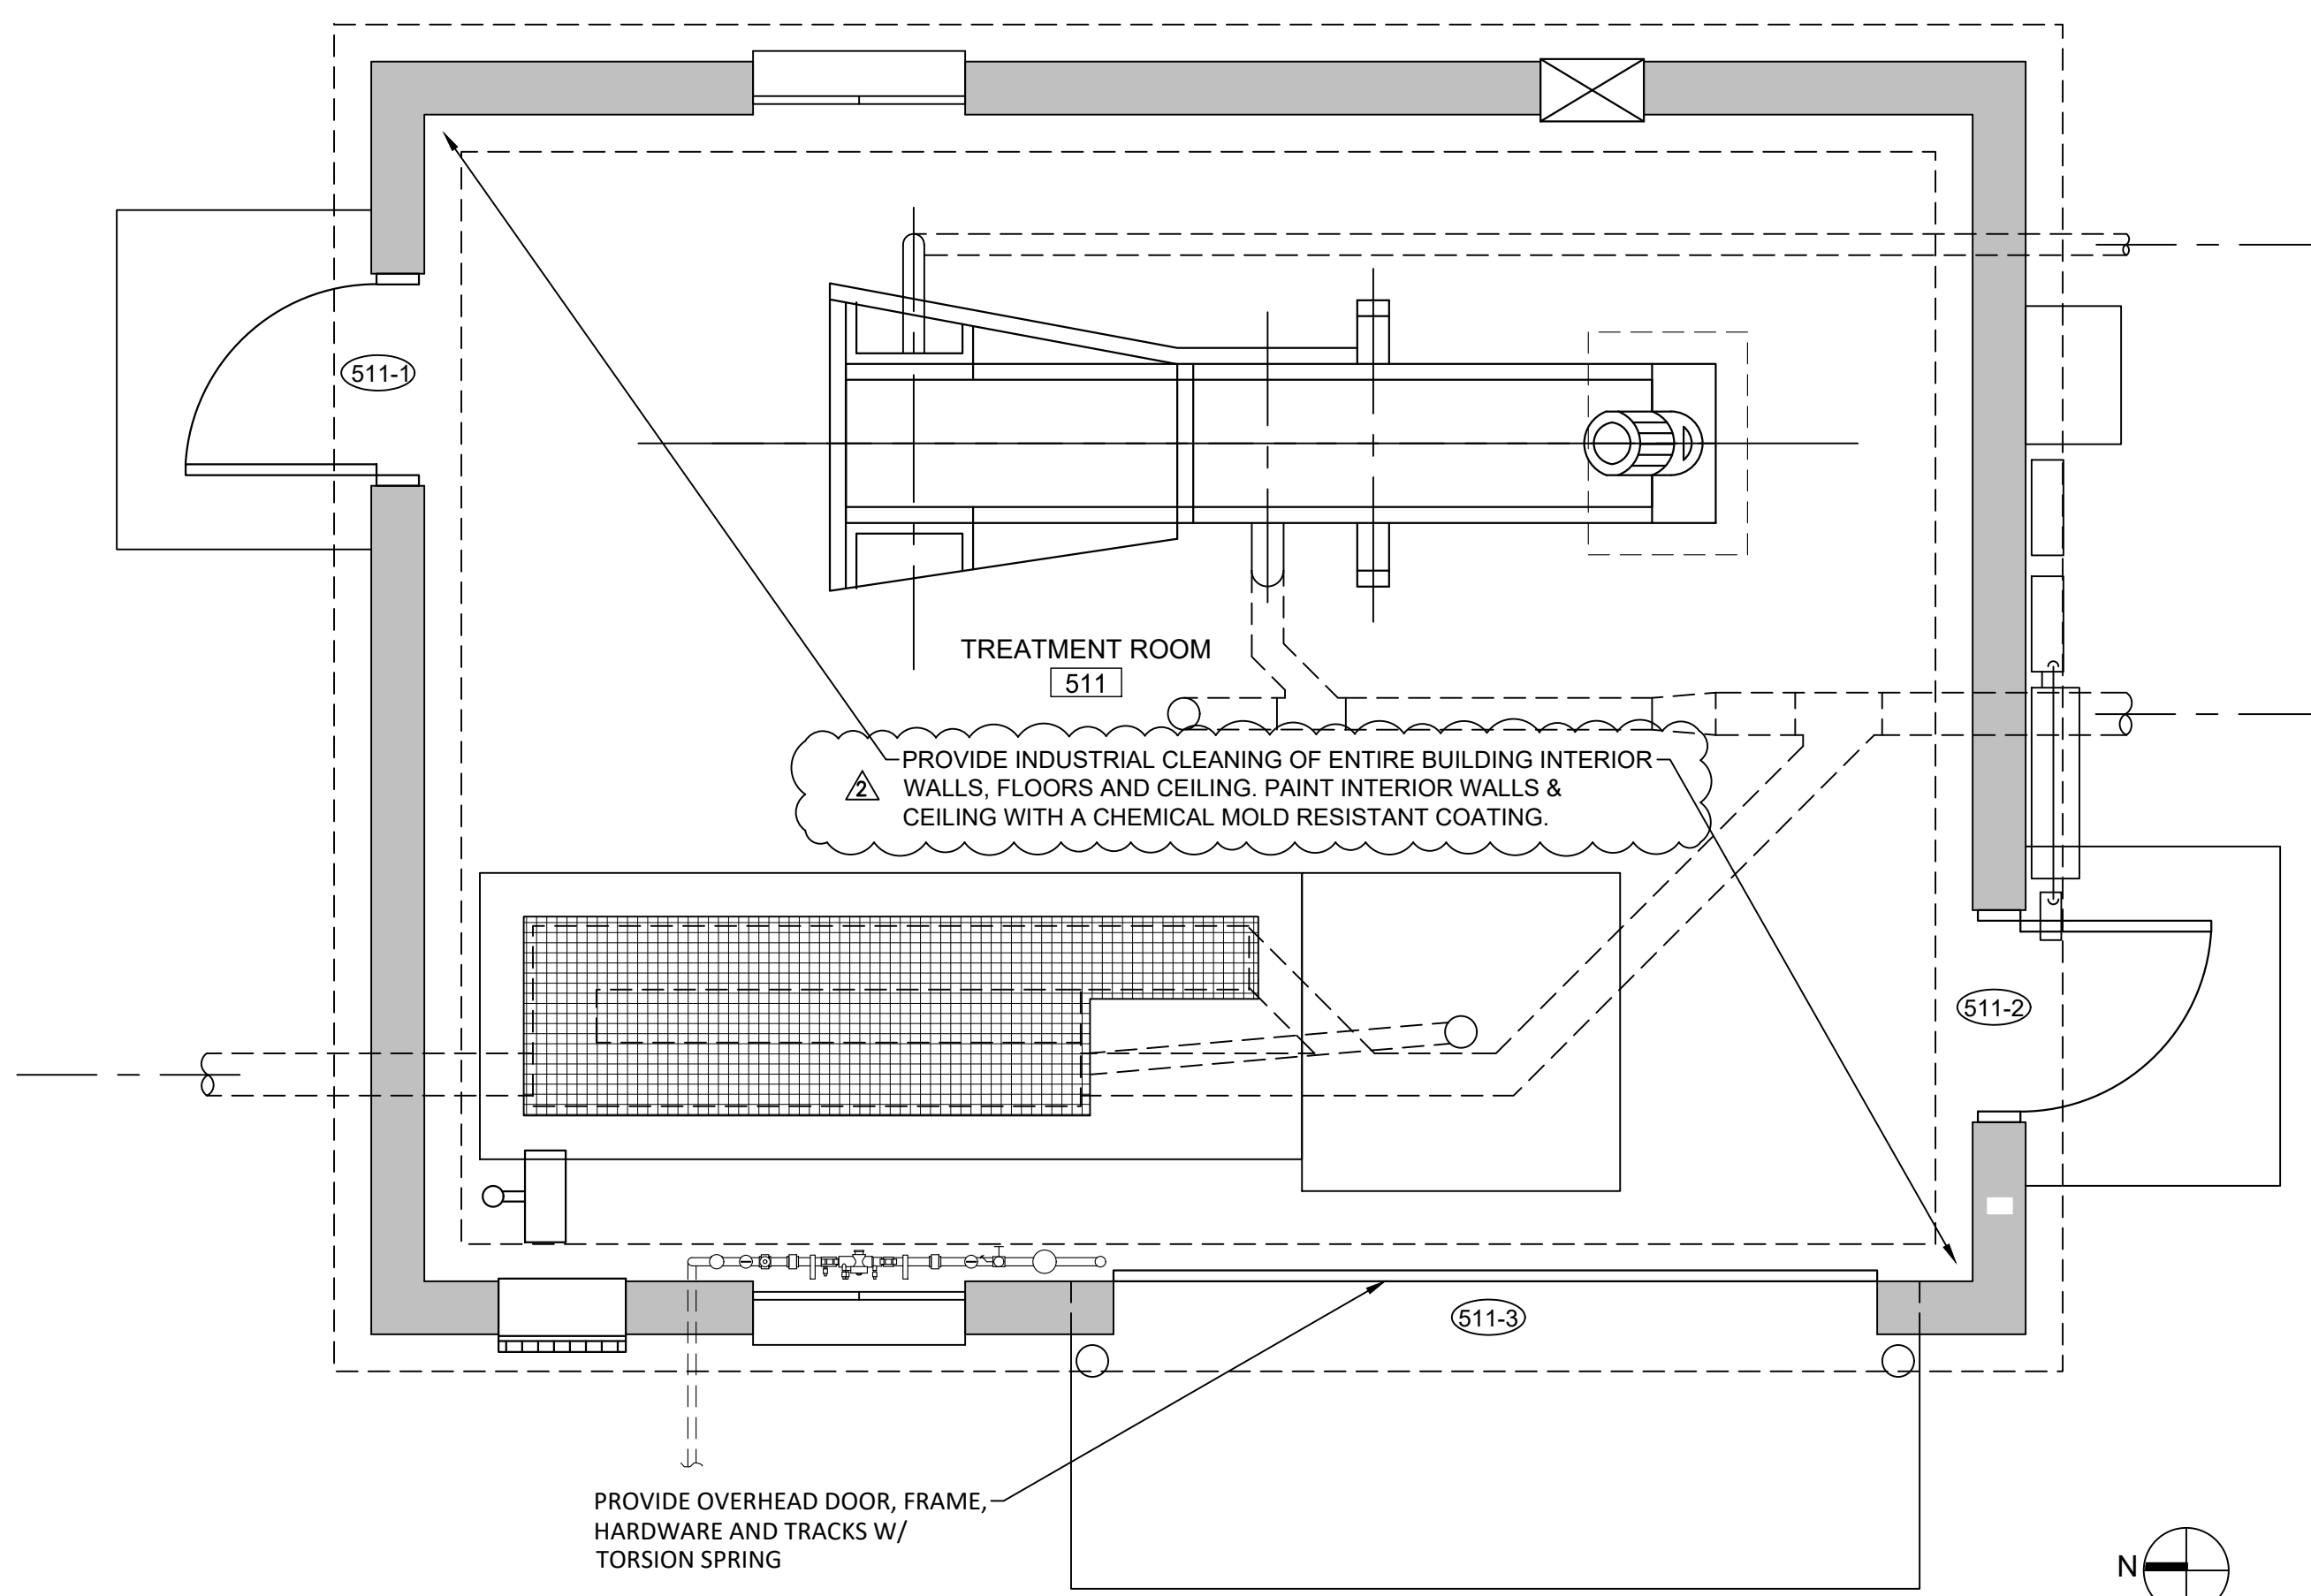 511-1
TREATMENT ROOM
511
2
PROVIDE INDUSTRIAL CLEANING OF ENTIRE BUILDING INTERIOR
WALLS, FLOORS AND CEILING. PAINT INTERIOR WALLS &
CEILING WITH A CHEMICAL MOLD RESISTANT COATING.
511-2
511-3
PROVIDE OVERHEAD DOOR, FRAME,
HARDWARE AND TRACKS W/
TORSION SPRING
N